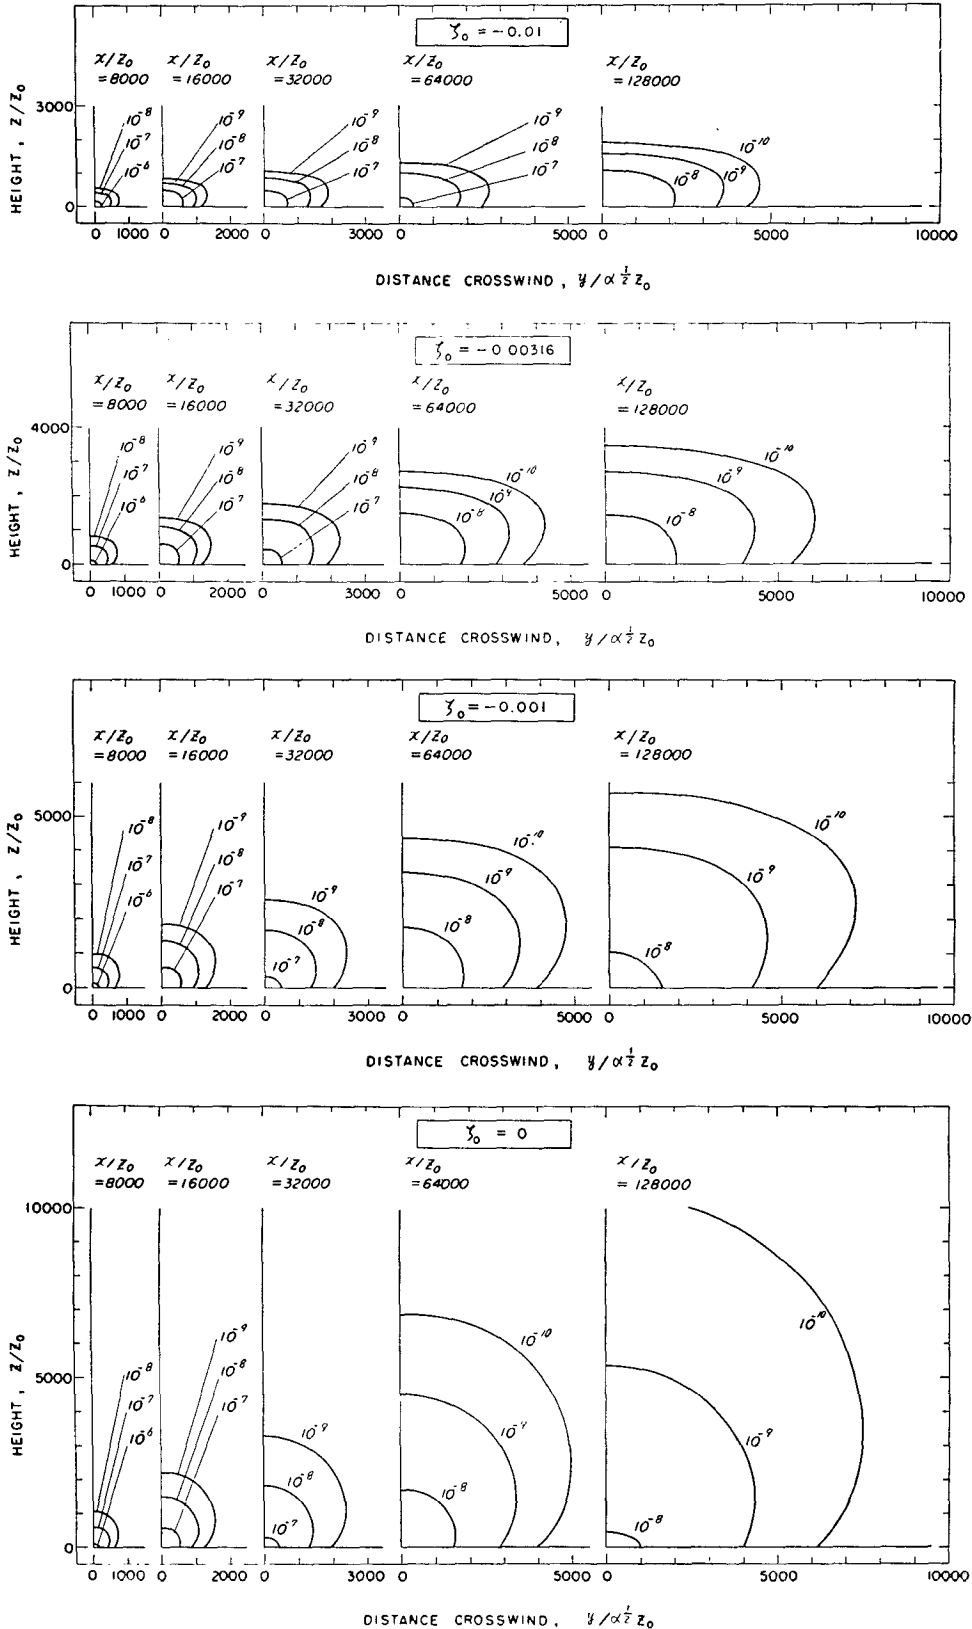 ζ₀ = -0.01
x/z₀ x/z₀ x/z₀ x/z₀ x/z₀
=8000 =16000 =32000 =64000 =128000
HEIGHT, Z/Z₀
3000
0
10⁻⁸ 10⁻⁷ 10⁻⁶
10⁻⁹ 10⁻⁸ 10⁻⁷
10⁻⁹ 10⁻⁸ 10⁻⁷
10⁻⁹ 10⁻⁸ 10⁻⁷
10⁻¹⁰ 10⁻⁹ 10⁻⁸
0 1000 0 2000 0 3000 0 5000 0 5000 10000
DISTANCE CROSSWIND, y/α^½ z₀
ζ₀ = -0.00316
x/z₀ x/z₀ x/z₀ x/z₀ x/z₀
=8000 =16000 =32000 =64000 =128000
HEIGHT, Z/Z₀
4000
0
10⁻⁸ 10⁻⁷ 10⁻⁶
10⁻⁹ 10⁻⁸ 10⁻⁷
10⁻⁹ 10⁻⁸ 10⁻⁷
10⁻¹⁰ 10⁻⁹ 10⁻⁸
10⁻¹⁰ 10⁻⁹ 10⁻⁸
0 1000 0 2000 0 3000 0 5000 0 5000 10000
DISTANCE CROSSWIND, y/α^½ z₀
ζ₀ = -0.001
x/z₀ x/z₀ x/z₀ x/z₀ x/z₀
=8000 =16000 =32000 =64000 =128000
HEIGHT, Z/Z₀
5000
0
10⁻⁸ 10⁻⁷ 10⁻⁶
10⁻⁹ 10⁻⁸ 10⁻⁷
10⁻⁹ 10⁻⁸ 10⁻⁷
10⁻¹⁰ 10⁻⁹ 10⁻⁸
10⁻¹⁰ 10⁻⁹ 10⁻⁸
0 1000 0 2000 0 3000 0 5000 0 5000 10000
DISTANCE CROSSWIND, y/α^½ z₀
ζ₀ = 0
x/z₀ x/z₀ x/z₀ x/z₀ x/z₀
=8000 =16000 =32000 =64000 = 128000
HEIGHT, Z/Z₀
10000
5000
0
10⁻⁸ 10⁻⁷ 10⁻⁶
10⁻⁹ 10⁻⁸ 10⁻⁷
10⁻⁹ 10⁻⁸ 10⁻⁷
10⁻¹⁰ 10⁻⁹ 10⁻⁸
10⁻¹⁰ 10⁻⁹ 10⁻⁸
0 1000 0 2000 0 3000 0 5000 0 5000 10000
DISTANCE CROSSWIND, y/α^½ z₀